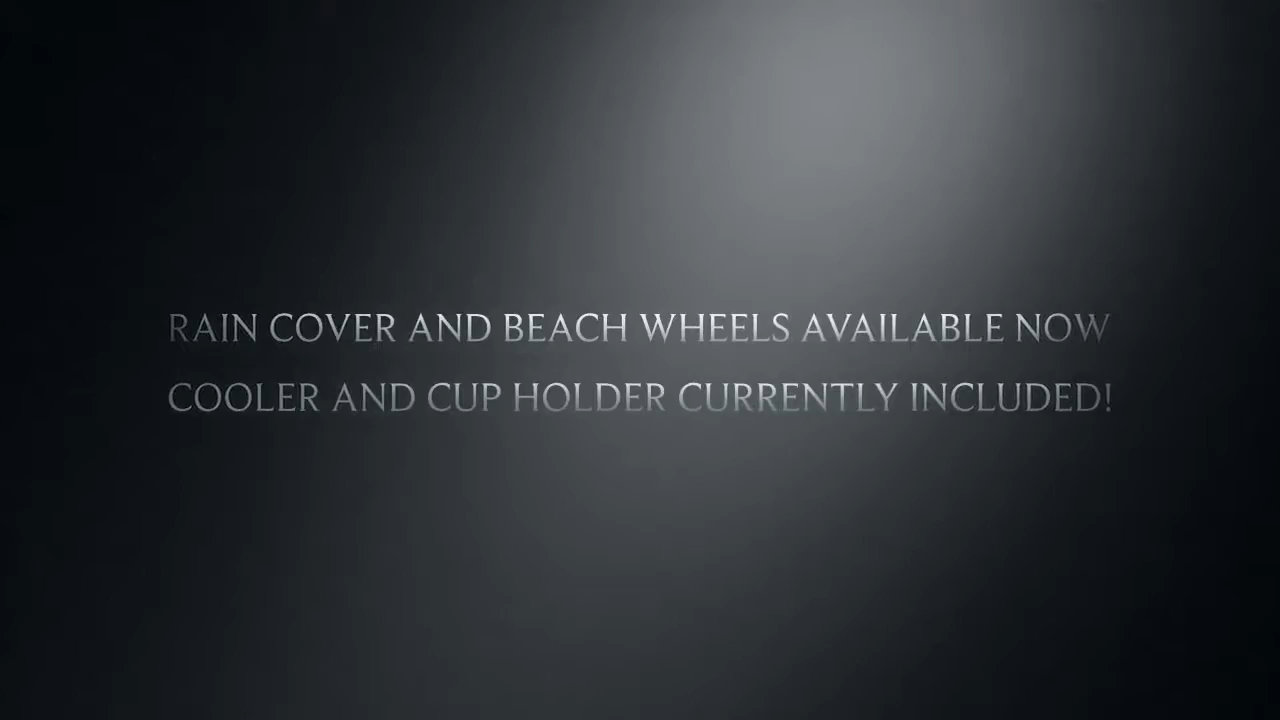 RAIN COVER AND BEACH WHEELS AVAILABLE NOW
COOLER AND CUP HOLDER CURRENTLY INCLUDED!